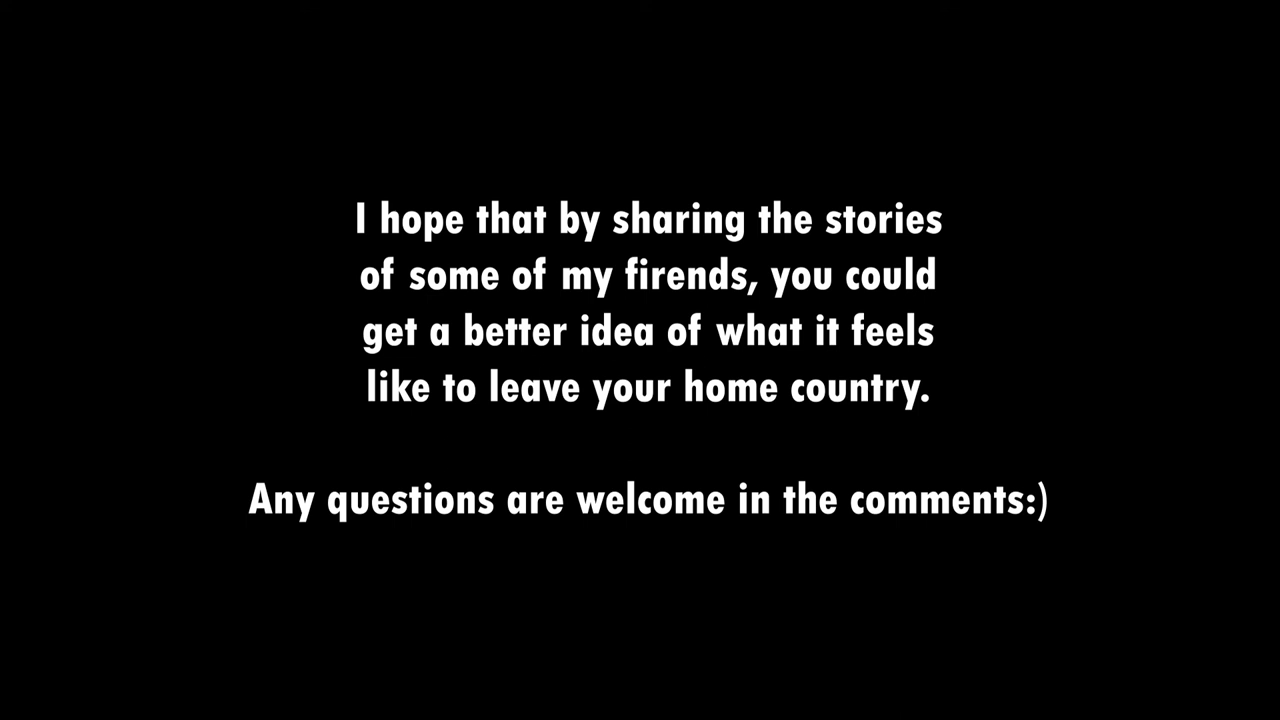 I hope that by sharing the stories
of some of my firends, you could
get a better idea of what it feels
like to leave your home country.
Any questions are welcome in the comments:)